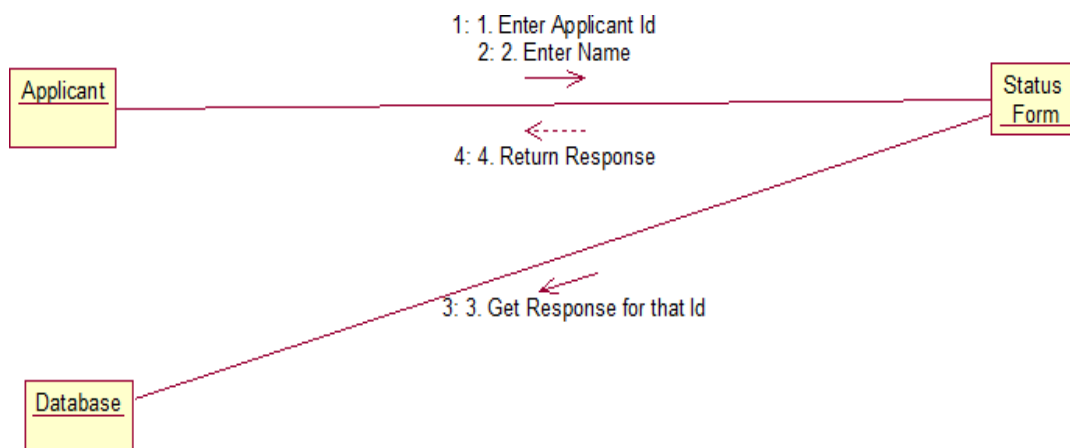 1: 1. Enter Applicant Id
2: 2. Enter Name
Applicant
Status
Form
4: 4. Return Response
3: 3. Get Response for that Id
Database